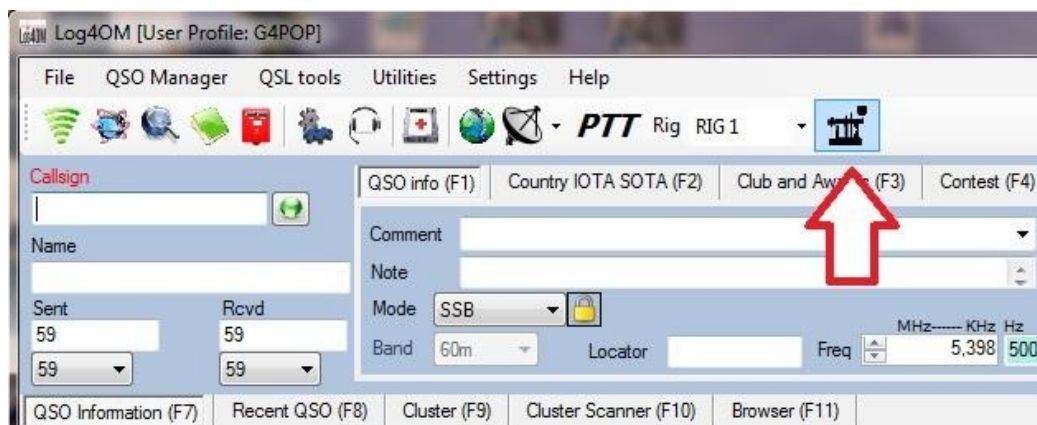 Log4OM [User Profile: G4POP]
File QSO Manager QSL tools Utilities Settings Help
PTT Rig RIG 1
Callsign
QSO info (F1) Country IOTA SOTA (F2) Club and (F3) Contest (F4)
Comment
Name
Note
Sent Rcvd
Mode SSB
59 59
MHz------ KHz Hz
Band 60m Locator Freq 5,398 500
59 59
QSO Information (F7) Recent QSO (F8) Cluster (F9) Cluster Scanner (F10) Browser (F11)